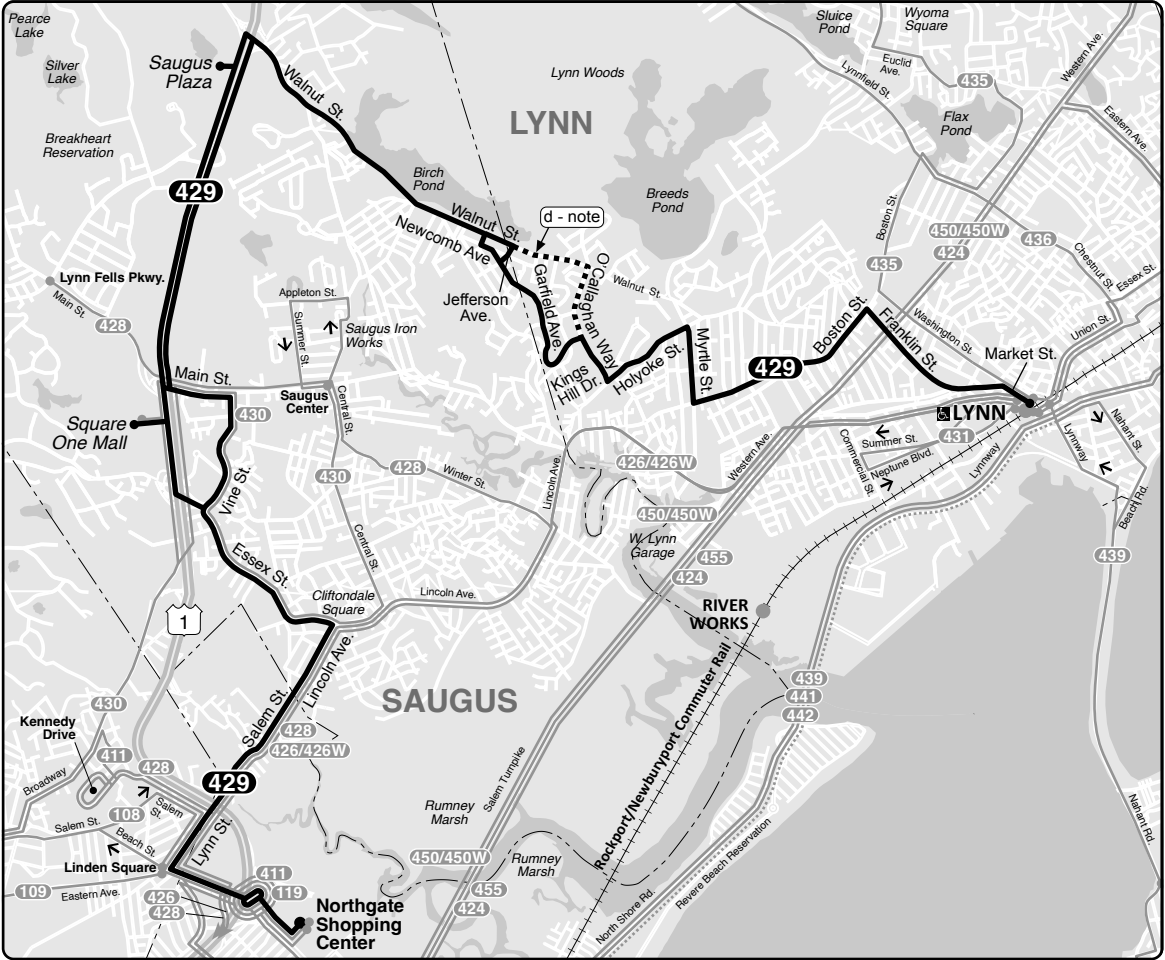 Pearce
Lake
Silver
Lake
Breakheart
Reservation
Saugus
Plaza
Walnut St.
Lynn Woods
LYNN
Sluice
Pond
Wyoma
Square
Euclid
Ave.
435
Lynnfield St.
Western Ave.
Flax
Pond
Eastern Ave.
Birch
Pond
Breeds
Pond
429
Walnut St.
d - note
Newcomb Ave
Jefferson
Ave.
Garfield Ave.
O'Callaghan Way
Walnut St.
Boston St.
450/450W
424
436
435
Chestnut St.
Essex St.
Union St.
Lynn Fells Pkwy.
Main St.
428
Appleton St.
Summer St.
Saugus Iron
Works
Kings
Hill Dr.
Holyoke St.
Myrtle St.
429
Boston St.
Franklin St.
Washington St.
Market St.
Main St.
Saugus
Center
Central St.
430
Square
One Mall
LYNN
Summer St.
431
Neptune Blvd.
Commercial St.
Lynnway
Lynnway
Nahant St.
Beach Rd.
439
Vine St.
430
428
Winter St.
Lincoln Ave.
426/426W
Western Ave.
450/450W
W. Lynn
Garage
455
424
Central St.
Essex St.
Cliftondale
Square
Lincoln Ave.
RIVER
WORKS
1
Lincoln Ave.
Salem St.
SAUGUS
Rockport/Newburyport Commuter Rail
439
441
442
430
Kennedy
Drive
411
428
428
426/426W
429
Broadway
108
Salem
St.
Salem St.
Beach St.
Lynn St.
Linden Square
109
Eastern Ave.
426
428
411
119
Northgate
Shopping
Center
Salem Turnpike
Rumney
Marsh
450/450W
Rumney
Marsh
455
424
North Shore Rd.
Revere Beach Reservation
Nahant Rd.